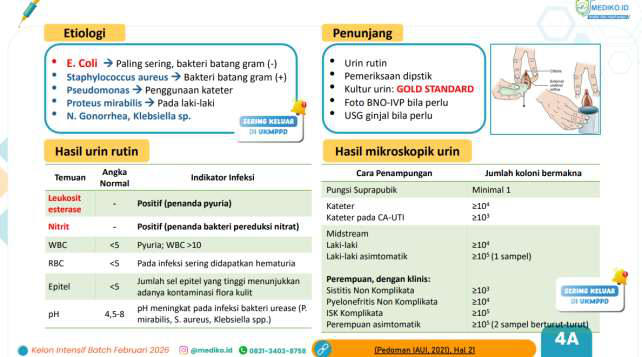 MEDIKO.ID
Etiologi
• E. Coli → Paling sering, bakteri batang gram (-)
• Staphylococcus aureus → Bakteri batang gram (+)
• Pseudomonas → Penggunaan kateter
• Proteus mirabilis → Pada laki-laki
• N. Gonorrhea, Klebsiella sp.
SERING KELUAR
DI UKMPPD
Penunjang
• Urin rutin
• Pemeriksaan dipstik
• Kultur urin: GOLD STANDARD
• Foto BNO-IVP bila perlu
• USG ginjal bila perlu
Hasil urin rutin
Temuan Angka Normal Indikator Infeksi
Leukosit esterase - Positif (penanda pyuria)
Nitrit - Positif (penanda bakteri pereduksi nitrat)
WBC <5 Pyuria; WBC >10
RBC <5 Pada infeksi sering didapatkan hematuria
Epitel <5 Jumlah sel epitel yang tinggi menunjukkan
adanya kontaminasi flora kulit
pH 4,5-8 pH meningkat pada infeksi bakteri urease (P.
mirabilis, S. aureus, Klebsiella spp.)
Hasil mikroskopik urin
Cara Penampungan Jumlah koloni bermakna
Pungsi Suprapubik Minimal 1
Kateter ≥10⁴
Kateter pada CA-UTI ≥10³
Midstream
Laki-laki ≥10⁴
Laki-laki asimtomatik ≥10⁵ (1 sampel)
Perempuan, dengan klinis:
Sistitis Non Komplikata ≥10³
Pyelonefritis Non Komplikata ≥10⁴
ISK Komplikata ≥10⁵
Perempuan asimtomatik ≥10⁵ (2 sampel berturut-turut)
SERING KELUAR
DI UKMPPD
4A
Kelon Intensif Batch Februari 2026 @mediko.id 0821-3403-8758 (Pedoman IAUI, 2021), Hal 2)